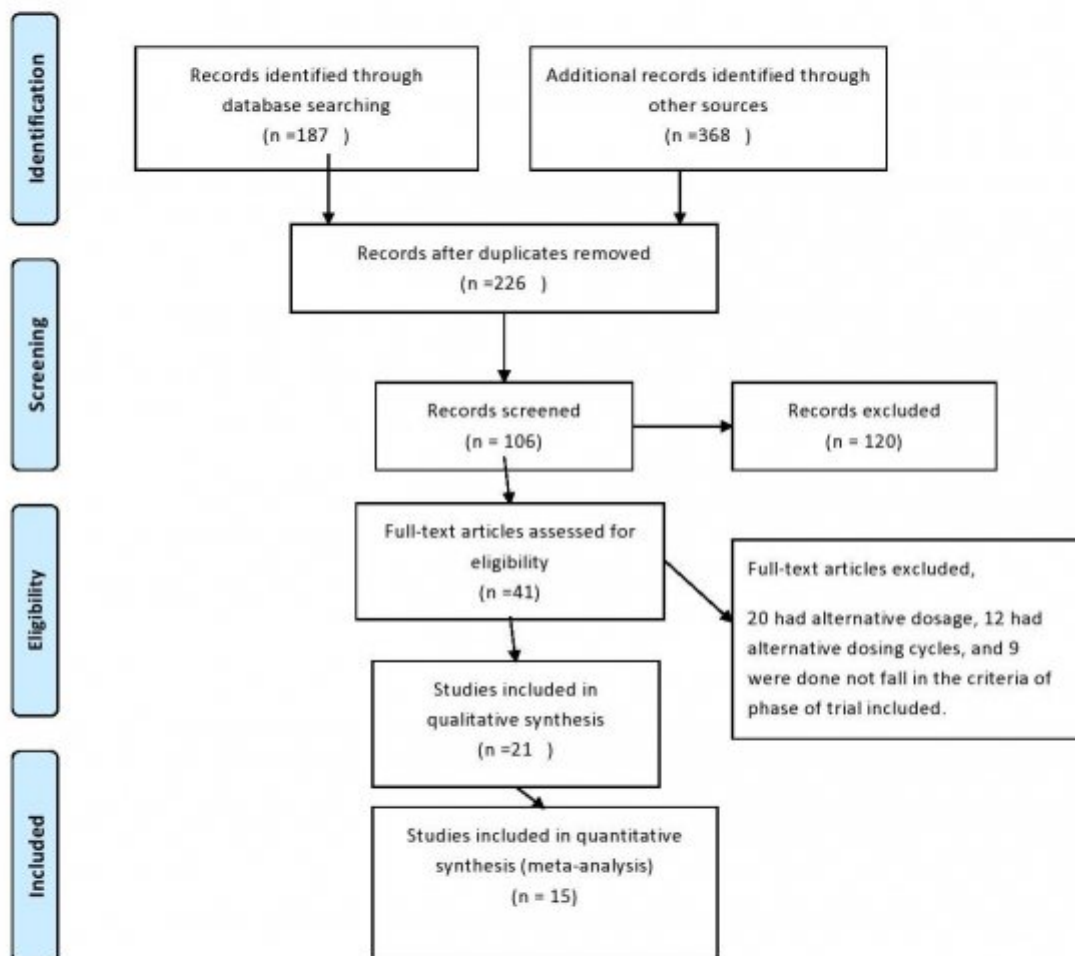 Identification
Records identified through
database searching
(n =187   )
Additional records identified through
other sources
(n =368   )
Records after duplicates removed
(n =226   )
Screening
Records screened
(n = 106)
Records excluded
(n = 120)
Eligibility
Full-text articles assessed for
eligibility
(n =41)
Full-text articles excluded,
20 had alternative dosage, 12 had
alternative dosing cycles, and 9
were done not fall in the criteria of
phase of trial included.
Studies included in
qualitative synthesis
(n =21   )
Included
Studies included in quantitative
synthesis (meta-analysis)
(n = 15)